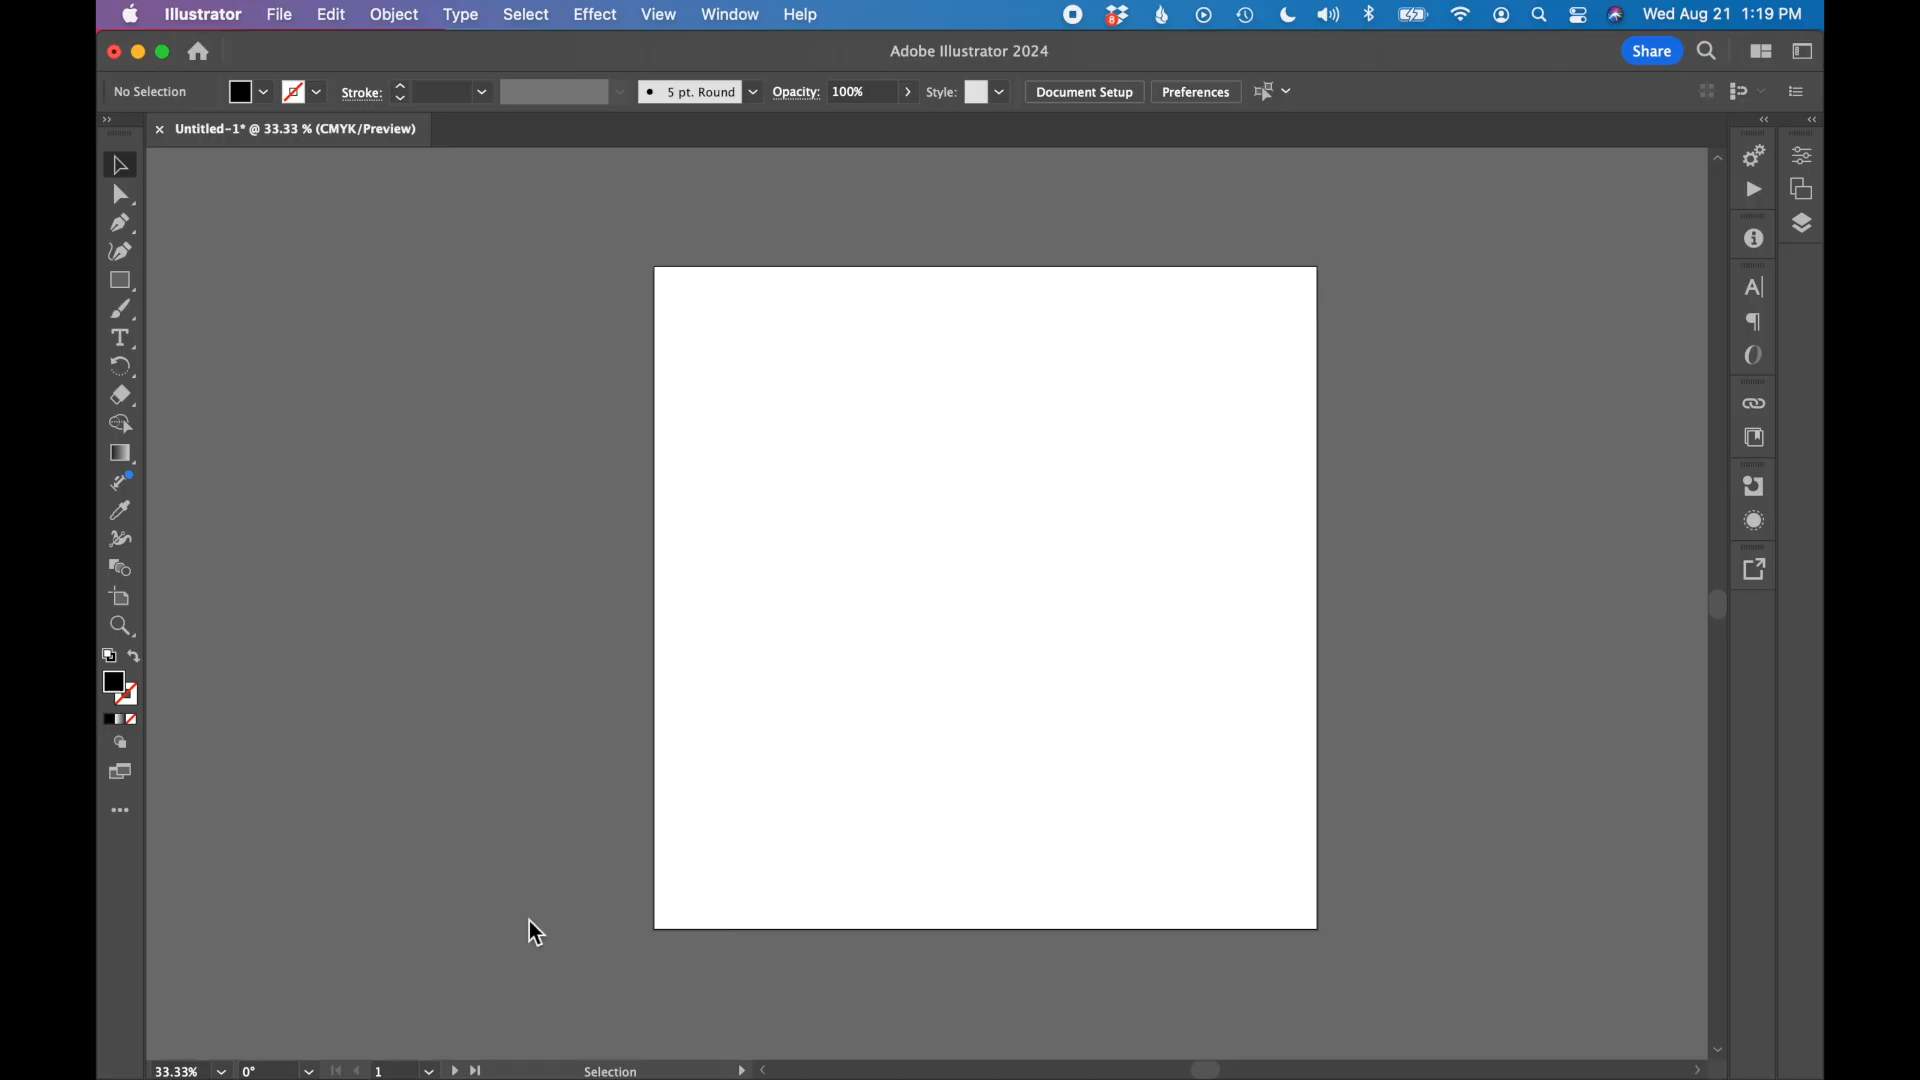 Illustrator File Edit Object Type Select Effect View Window Help 8 Wed Aug 21 1:19 PM
Adobe Illustrator 2024 Share
No Selection Stroke: 5 pt. Round Opacity: 100% Style: Document Setup Preferences
× Untitled-1* @ 33.33 % (CMYK/Preview)
33.33% 0° 1 Selection